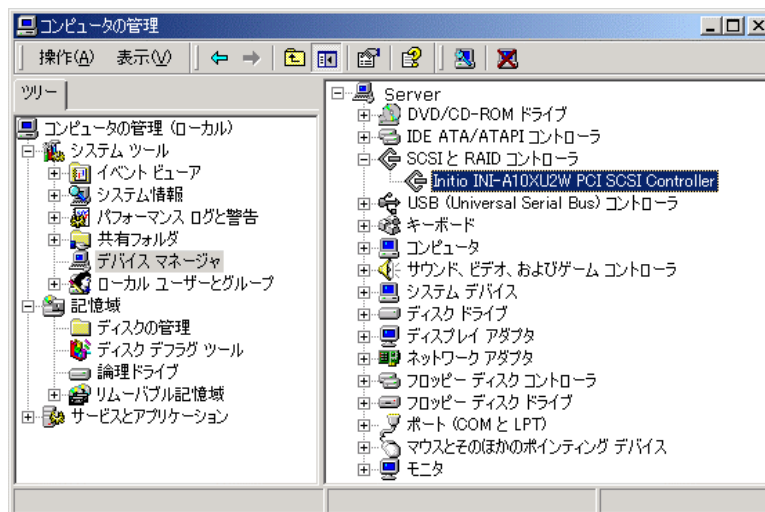 コンピュータの管理
操作(A) 表示(V)
ツリー
コンピュータの管理 (ローカル)
システム ツール
イベント ビューア
システム情報
パフォーマンス ログと警告
共有フォルダ
デバイス マネージャ
ローカル ユーザーとグループ
記憶域
ディスクの管理
ディスク デフラグ ツール
論理ドライブ
リムーバブル記憶域
サービスとアプリケーション
Server
DVD/CD-ROM ドライブ
IDE ATA/ATAPI コントローラ
SCSI と RAID コントローラ
Initio INI-A10XU2W PCI SCSI Controller
USB (Universal Serial Bus) コントローラ
キーボード
コンピュータ
サウンド、ビデオ、およびゲーム コントローラ
システム デバイス
ディスク ドライブ
ディスプレイ アダプタ
ネットワーク アダプタ
フロッピー ディスク コントローラ
フロッピー ディスク ドライブ
ポート (COM と LPT)
マウスとそのほかのポインティング デバイス
モニタ